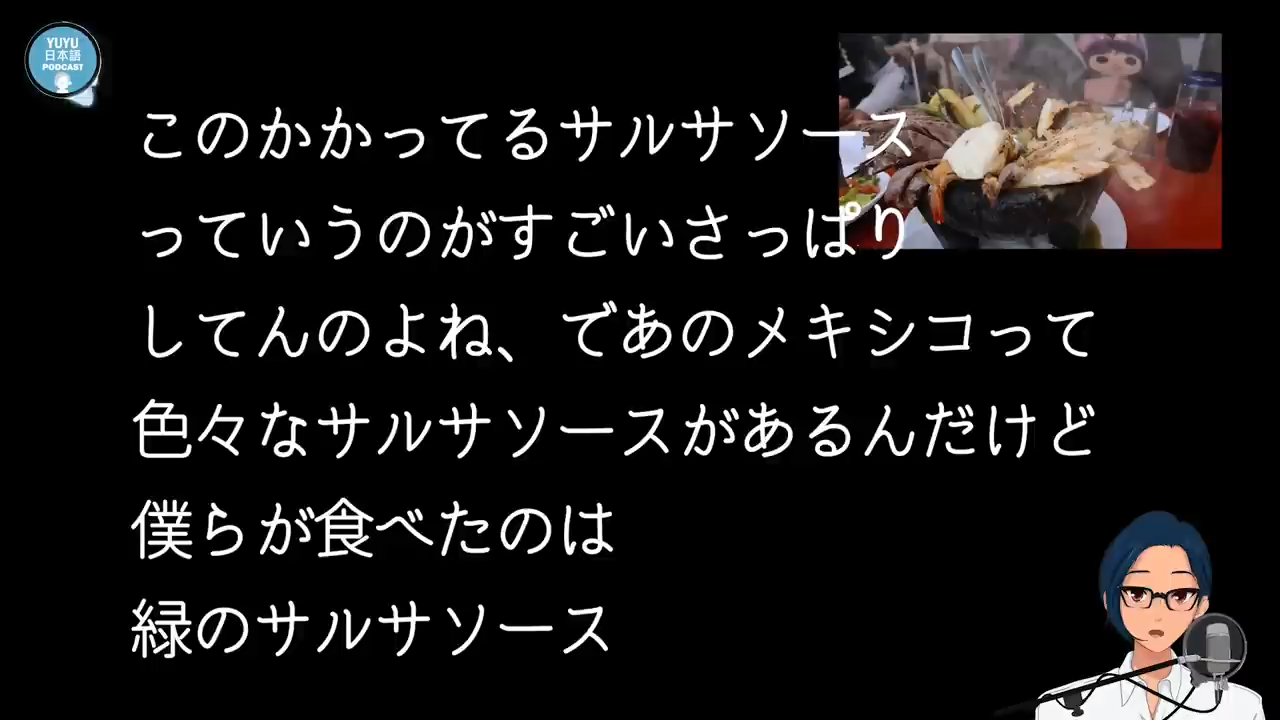 YUYU
日本語
PODCAST
このかかってるサルサソース
っていうのがすごいさっぱり
してんのよね、であのメキシコって
色々なサルサソースがあるんだけど
僕らが食べたのは
緑のサルサソース